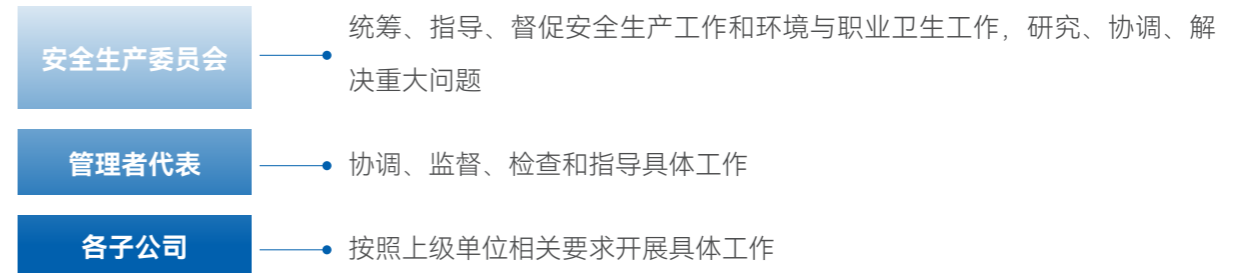 安全生产委员会
统筹、指导、督促安全生产工作和环境与职业卫生工作，研究、协调、解
决重大问题
管理者代表
协调、监督、检查和指导具体工作
各子公司
按照上级单位相关要求开展具体工作